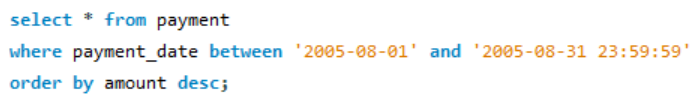 select * from payment
where payment_date between '2005-08-01' and '2005-08-31 23:59:59'
order by amount desc;